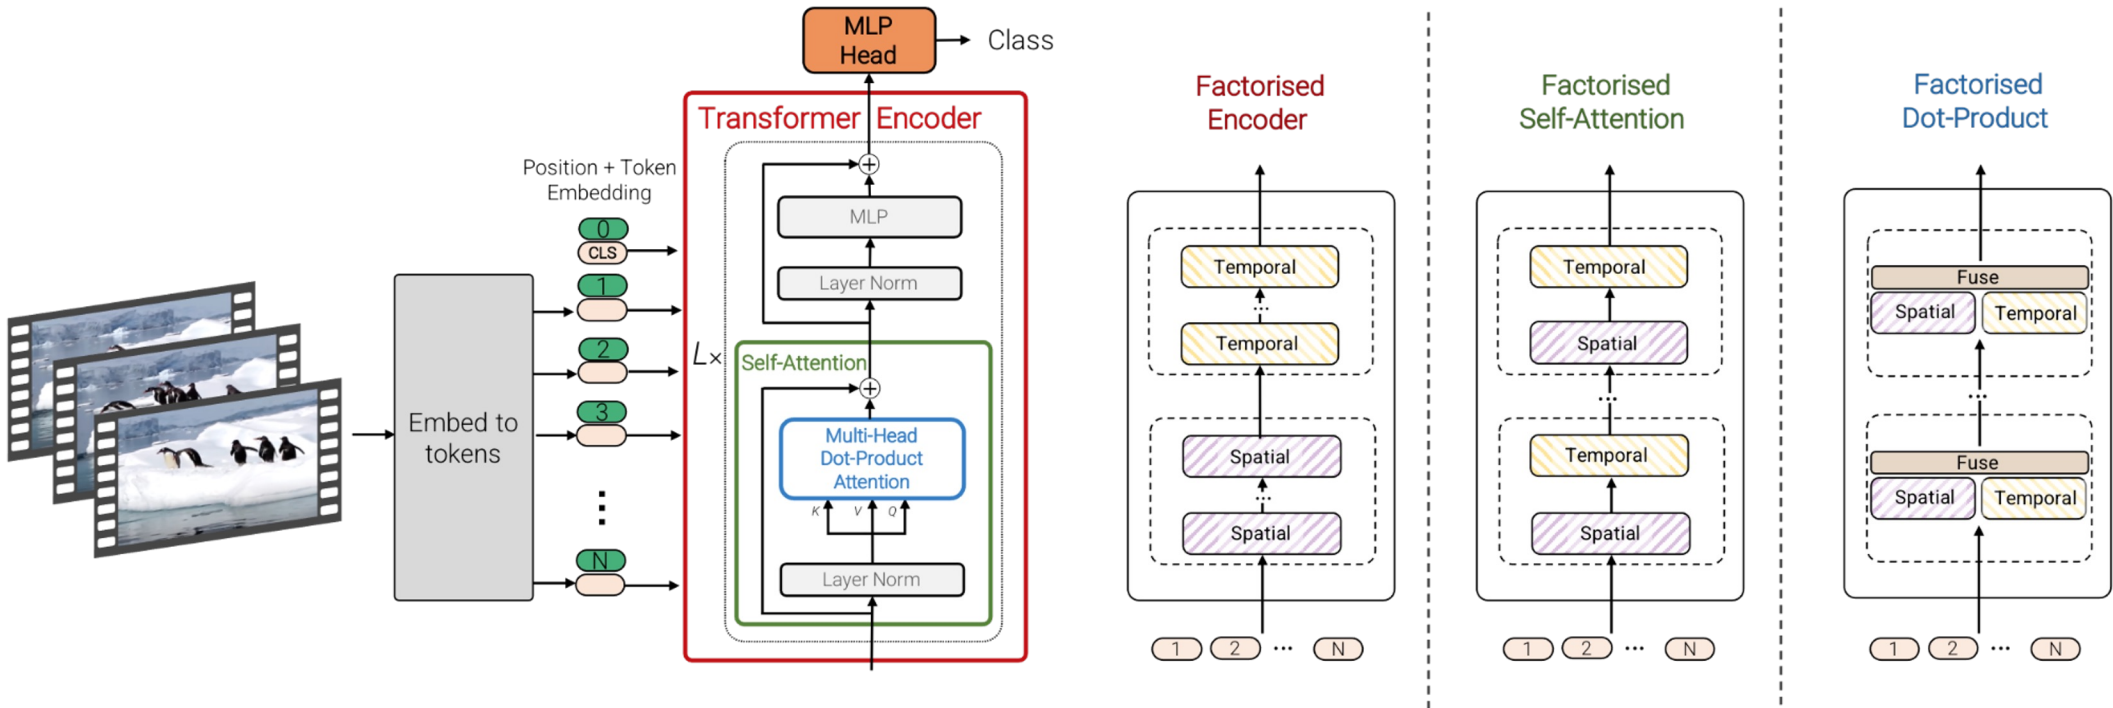 MLP
Head
Class
Transformer Encoder
Position + Token
Embedding
0
CLS
1
2
3
N
Embed to
tokens
L×
MLP
Layer Norm
Self-Attention
Multi-Head
Dot-Product
Attention
K V Q
Layer Norm
Factorised
Encoder
Temporal
...
Temporal
Spatial
...
Spatial
1 2 ... N
Factorised
Self-Attention
Temporal
Spatial
...
Temporal
Spatial
1 2 ... N
Factorised
Dot-Product
Fuse
Spatial Temporal
...
Fuse
Spatial Temporal
1 2 ... N